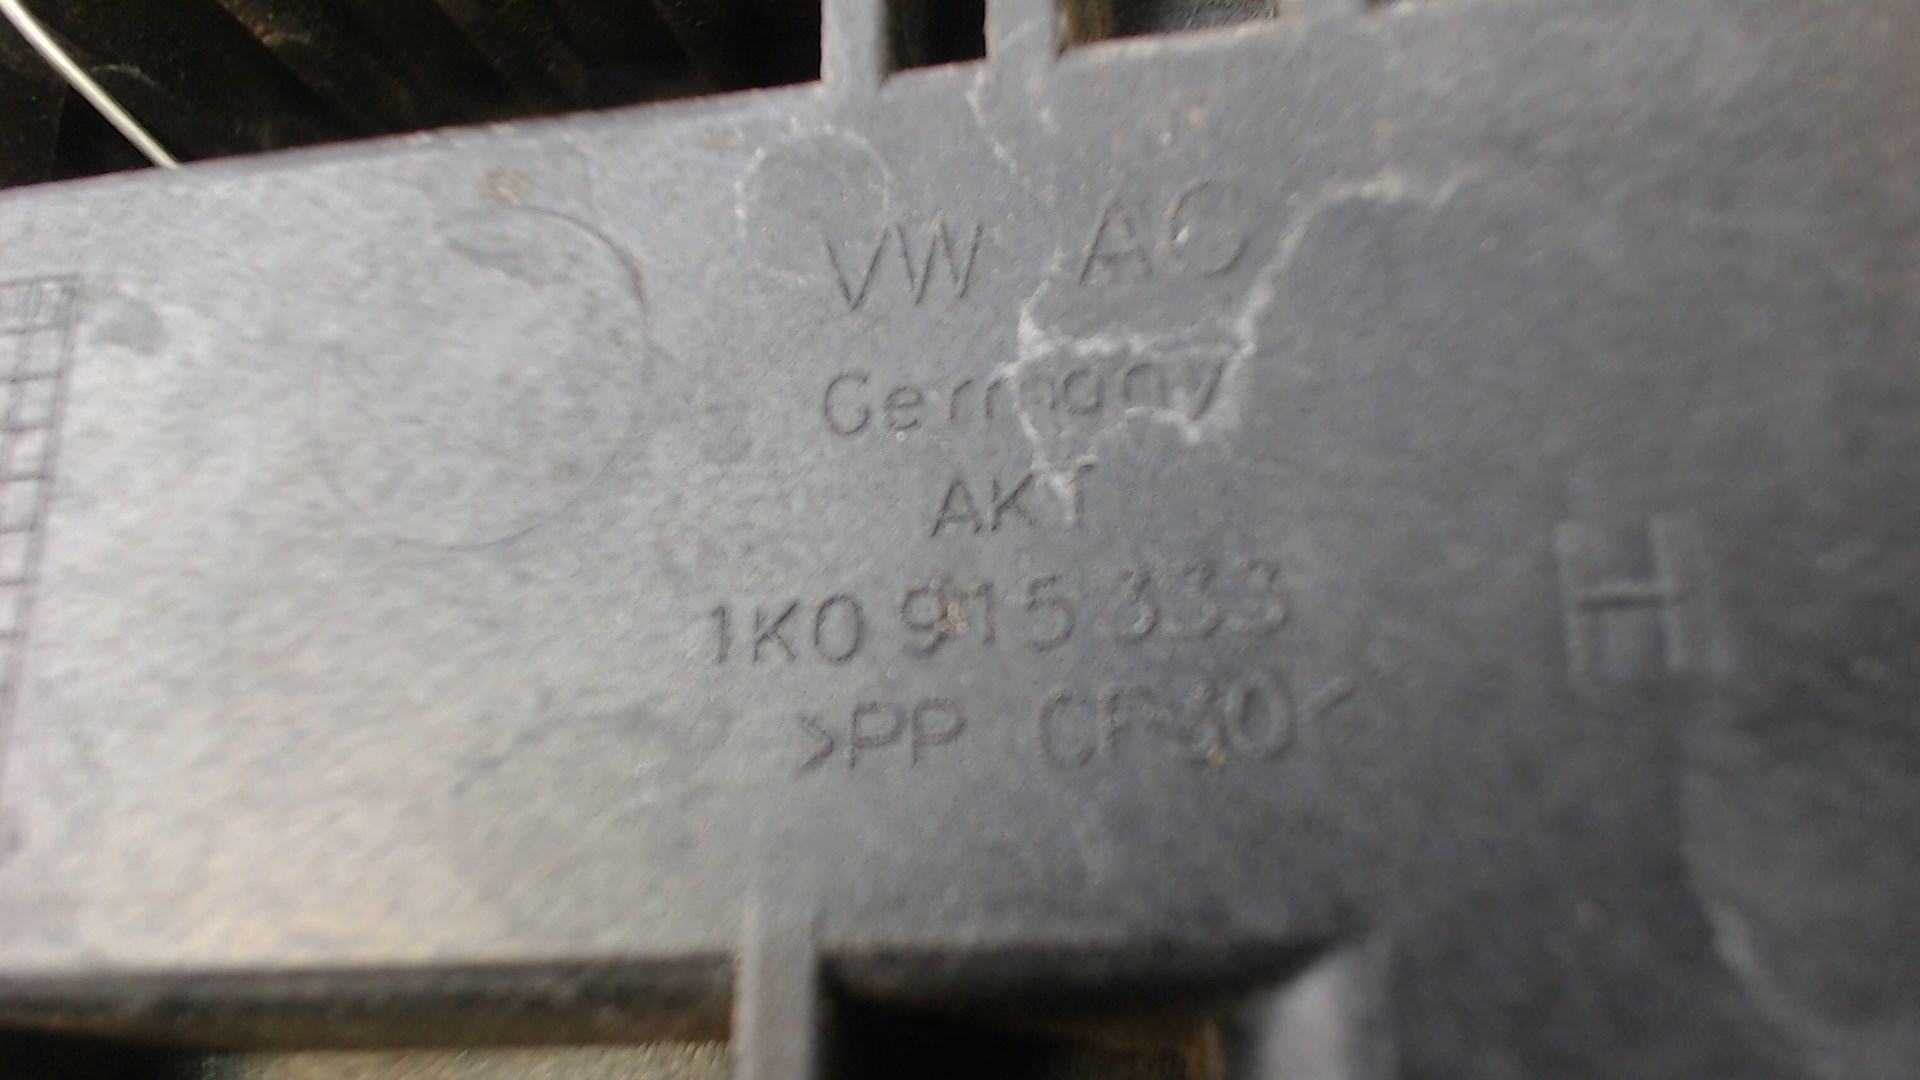 VW AG
Germany
AKT
1K0 915 333
>PP GF30<
H